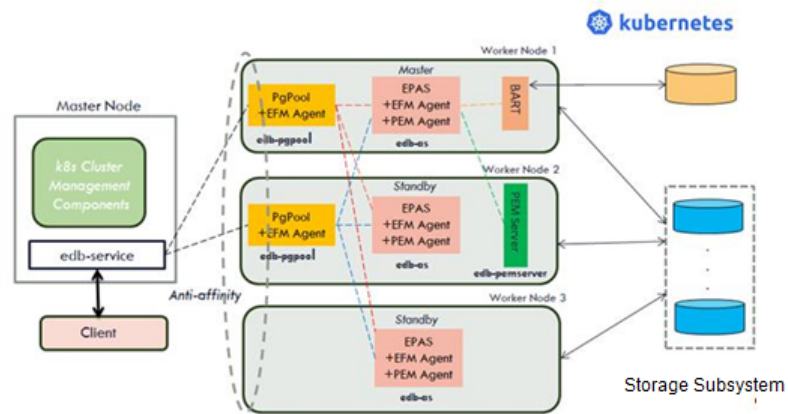 kubernetes
Worker Node 1
Master
EPAS
+EFM Agent
+PEM Agent
edb-as
PgPool
+EFM Agent
edb-pgpool
BART
Master Node
k8s Cluster
Management
Components
edb-service
Client
Anti-affinity
Worker Node 2
Standby
EPAS
+EFM Agent
+PEM Agent
edb-as
PgPool
+EFM Agent
edb-pgpool
PEM Server
edb-pemserver
Worker Node 3
Standby
EPAS
+EFM Agent
+PEM Agent
edb-as
Storage Subsystem